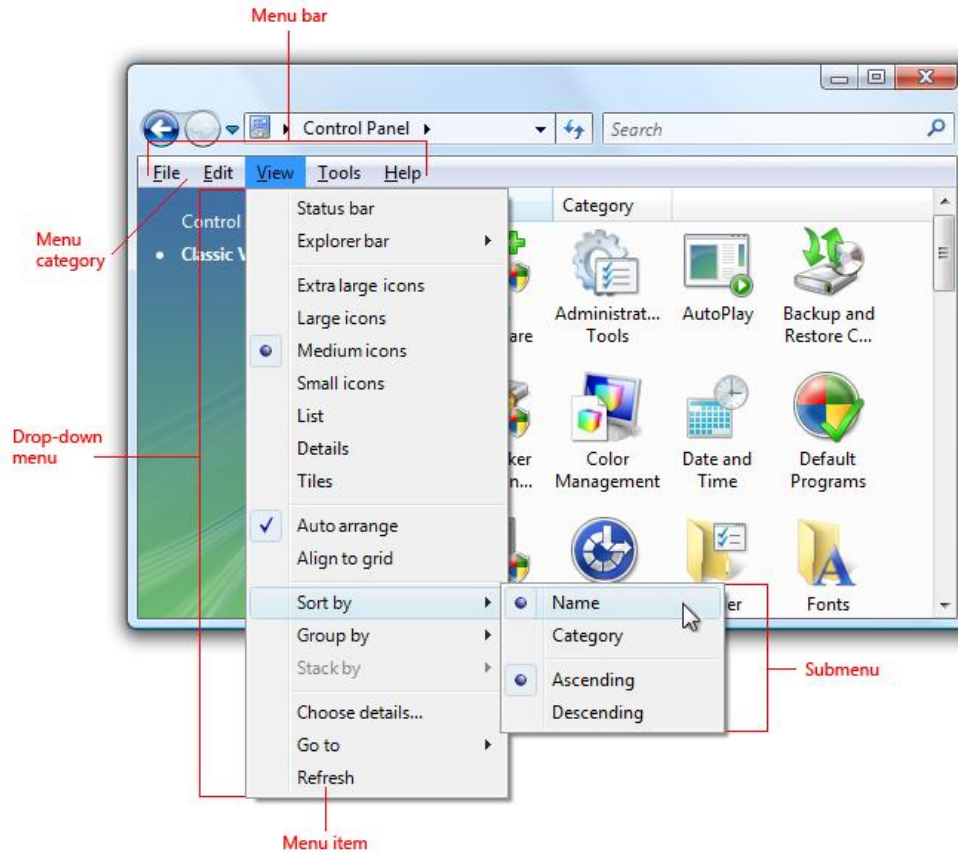 Menu bar
Control Panel
Search
File Edit View Tools Help
Menu
category
Drop-down
menu
Control
Classic V
Status bar
Explorer bar
Extra large icons
Large icons
Medium icons
Small icons
List
Details
Tiles
Auto arrange
Align to grid
Sort by
Group by
Stack by
Choose details...
Go to
Refresh
Category
are
Administrat...
Tools
AutoPlay
Backup and
Restore C...
ker
n...
Color
Management
Date and
Time
Default
Programs
er
Fonts
Name
Category
Ascending
Descending
Submenu
Menu item